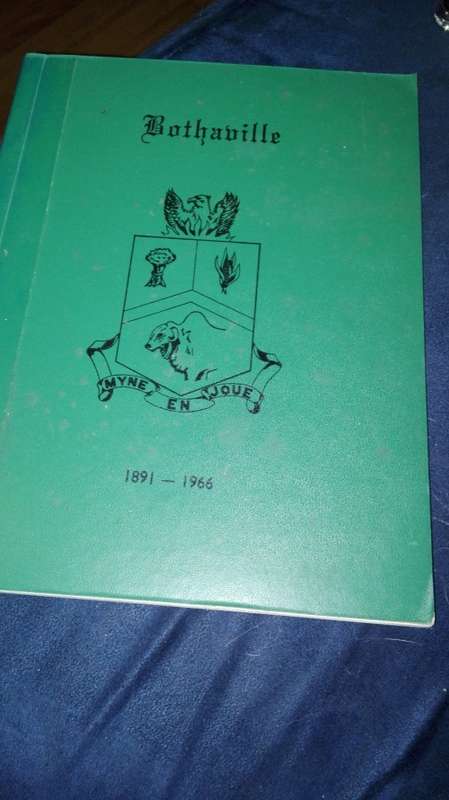 Bothaville
MYNE EN JOUE
1891 — 1966